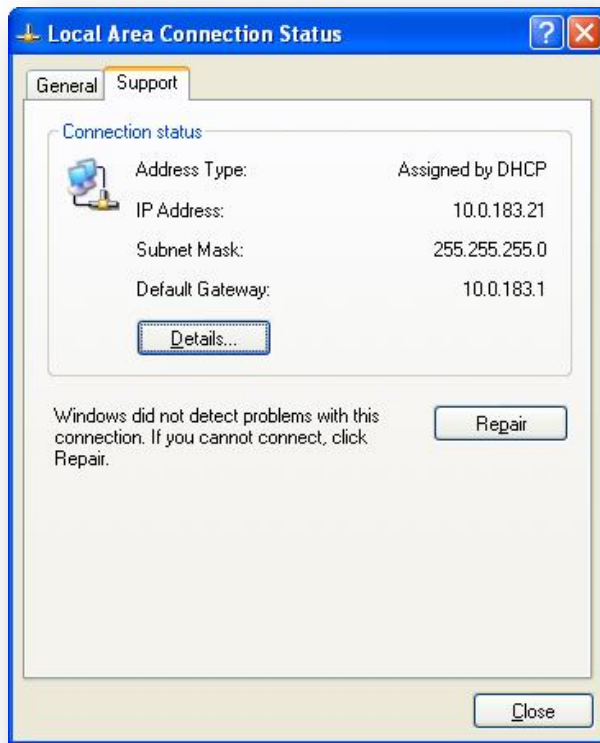 Local Area Connection Status
General
Support
Connection status
Address Type: Assigned by DHCP
IP Address: 10.0.183.21
Subnet Mask: 255.255.255.0
Default Gateway: 10.0.183.1
Details...
Windows did not detect problems with this
connection. If you cannot connect, click
Repair.
Repair
Close